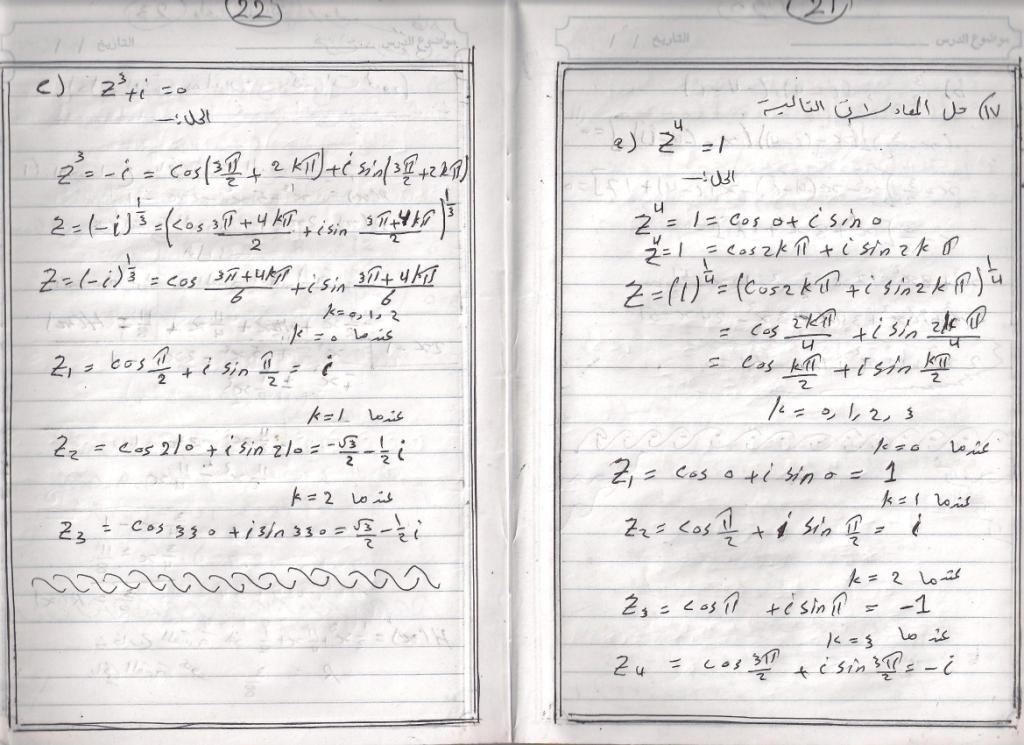 21
موضوع الدرس
التاريخ / /
١٧) حل المعادلات التالية
a) z⁴ = 1
الحل:-
z⁴ = 1 = cos 0 + i sin 0
z⁴ = 1 = cos 2kπ + i sin 2kπ
z = (1)^(1/4) = (cos 2kπ + i sin 2kπ)^(1/4)
= cos 2kπ/4 + i sin 2kπ/4
= cos kπ/2 + i sin kπ/2
k = 0, 1, 2, 3
عندما k = 0
z₁ = cos 0 + i sin 0 = 1
عندما k = 1
z₂ = cos π/2 + i sin π/2 = i
عندما k = 2
z₃ = cos π + i sin π = -1
عندما k = 3
z₄ = cos 3π/2 + i sin 3π/2 = -i
22
موضوع الدرس
التاريخ / /
c) z³ + i = 0
الحل:-
z³ = -i = cos(3π/2 + 2kπ) + i sin(3π/2 + 2kπ)
z = (-i)^(1/3) = (cos (3π+4kπ)/2 + i sin (3π+4kπ)/2)^(1/3)
z = (-i)^(1/3) = cos (3π+4kπ)/6 + i sin (3π+4kπ)/6
k = 0, 1, 2
عندما k = 0
z₁ = cos π/2 + i sin π/2 = i
عندما k = 1
z₂ = cos 210 + i sin 210 = -√3/2 - 1/2 i
عندما k = 2
z₃ = cos 330 + i sin 330 = √3/2 - 1/2 i